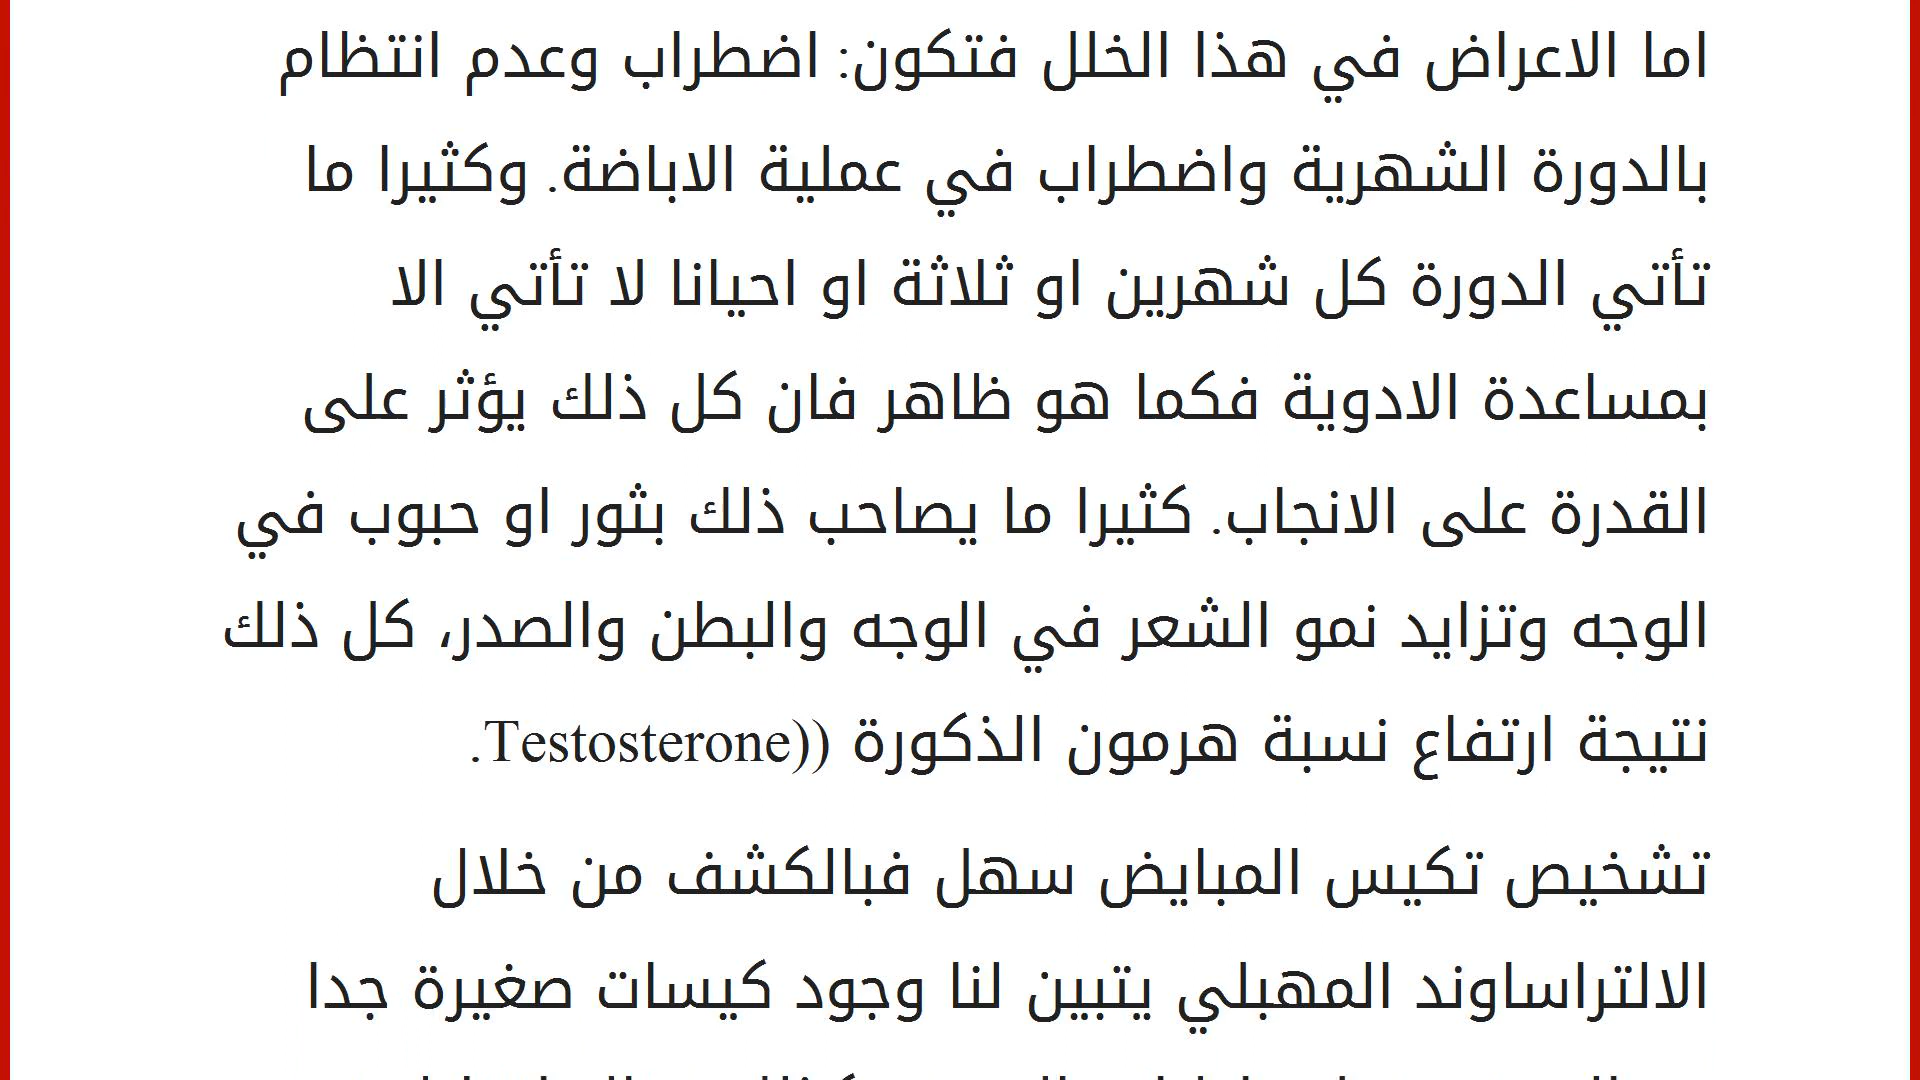 اما الاعراض في هذا الخلل فتكون: اضطراب وعدم انتظام
بالدورة الشهرية واضطراب في عملية الاباضة. وكثيرا ما
تأتي الدورة كل شهرين او ثلاثة او احيانا لا تأتي الا
بمساعدة الادوية فكما هو ظاهر فان كل ذلك يؤثر على
القدرة على الانجاب. كثيرا ما يصاحب ذلك بثور او حبوب في
الوجه وتزايد نمو الشعر في الوجه والبطن والصدر، كل ذلك
نتيجة ارتفاع نسبة هرمون الذكورة ((Testosterone.
تشخيص تكيس المبايض سهل فبالكشف من خلال
الالتراساوند المهبلي يتبين لنا وجود كيسات صغيرة جدا